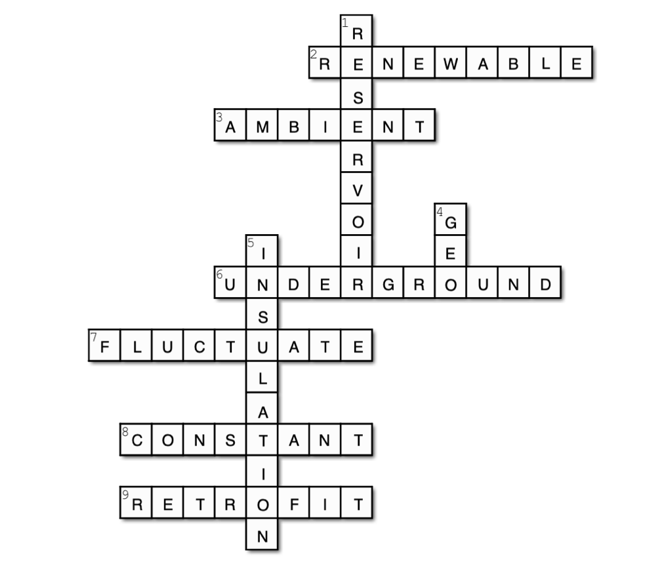 1 R
2 R E N E W A B L E
S
3 A M B I E N T
R
V
O 4 G
5 I I E
6 U N D E R G R O U N D
S
7 F L U C T U A T E
L
A
8 C O N S T A N T
I
9 R E T R O F I T
N